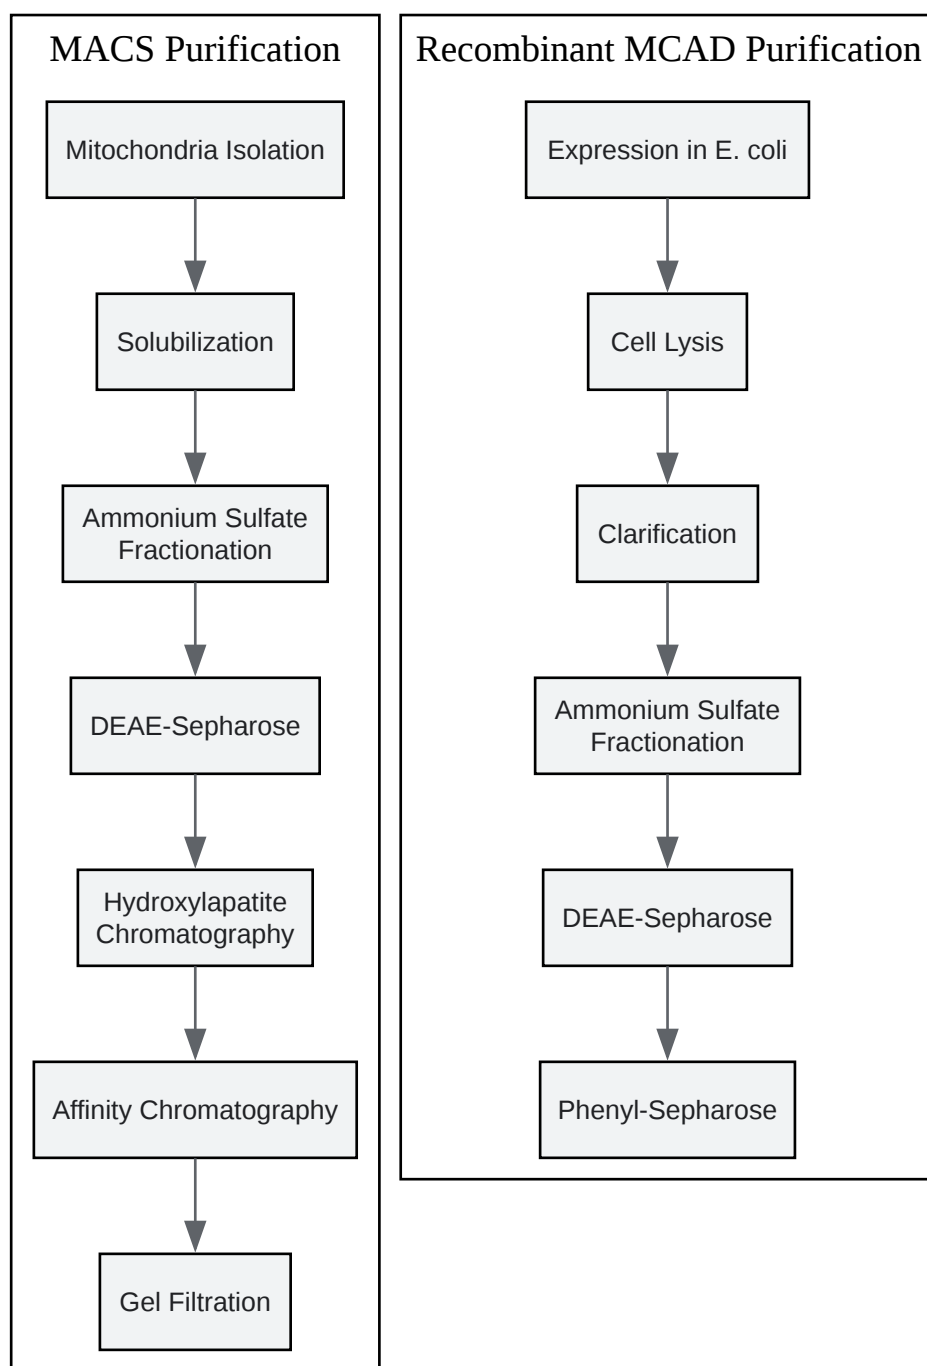 MACS Purification
Mitochondria Isolation
Solubilization
Ammonium Sulfate
Fractionation
DEAE-Sepharose
Hydroxylapatite
Chromatography
Affinity Chromatography
Gel Filtration
Recombinant MCAD Purification
Expression in E. coli
Cell Lysis
Clarification
Ammonium Sulfate
Fractionation
DEAE-Sepharose
Phenyl-Sepharose